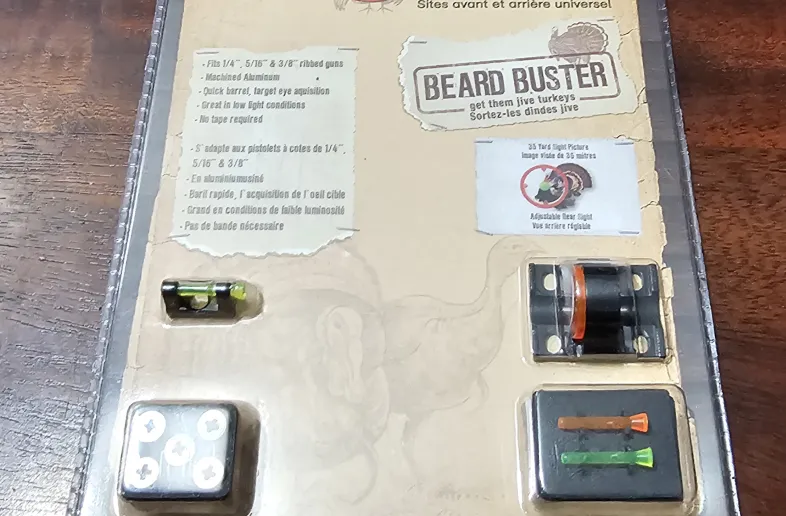 Sites avant et arrière universel
- Fits 1/4", 5/16" & 3/8" ribbed guns
- Machined Aluminum
- Quick barrel, target eye aquisition
- Great in low light conditions
- No tape required
- S'adapte aux pistolets à cotes de 1/4",
5/16" & 3/8"
- En aluminiumusiné
- Baril rapide, l'acquisition de l'oeil cible
- Grand en conditions de faible luminosité
- Pas de bande nécessaire
BEARD BUSTER
get them jive turkeys
Sortez-les dindes jive
35 Yard Sight Picture
Image visée de 35 mètres
Adjustable Rear Sight
Vue arrière réglable